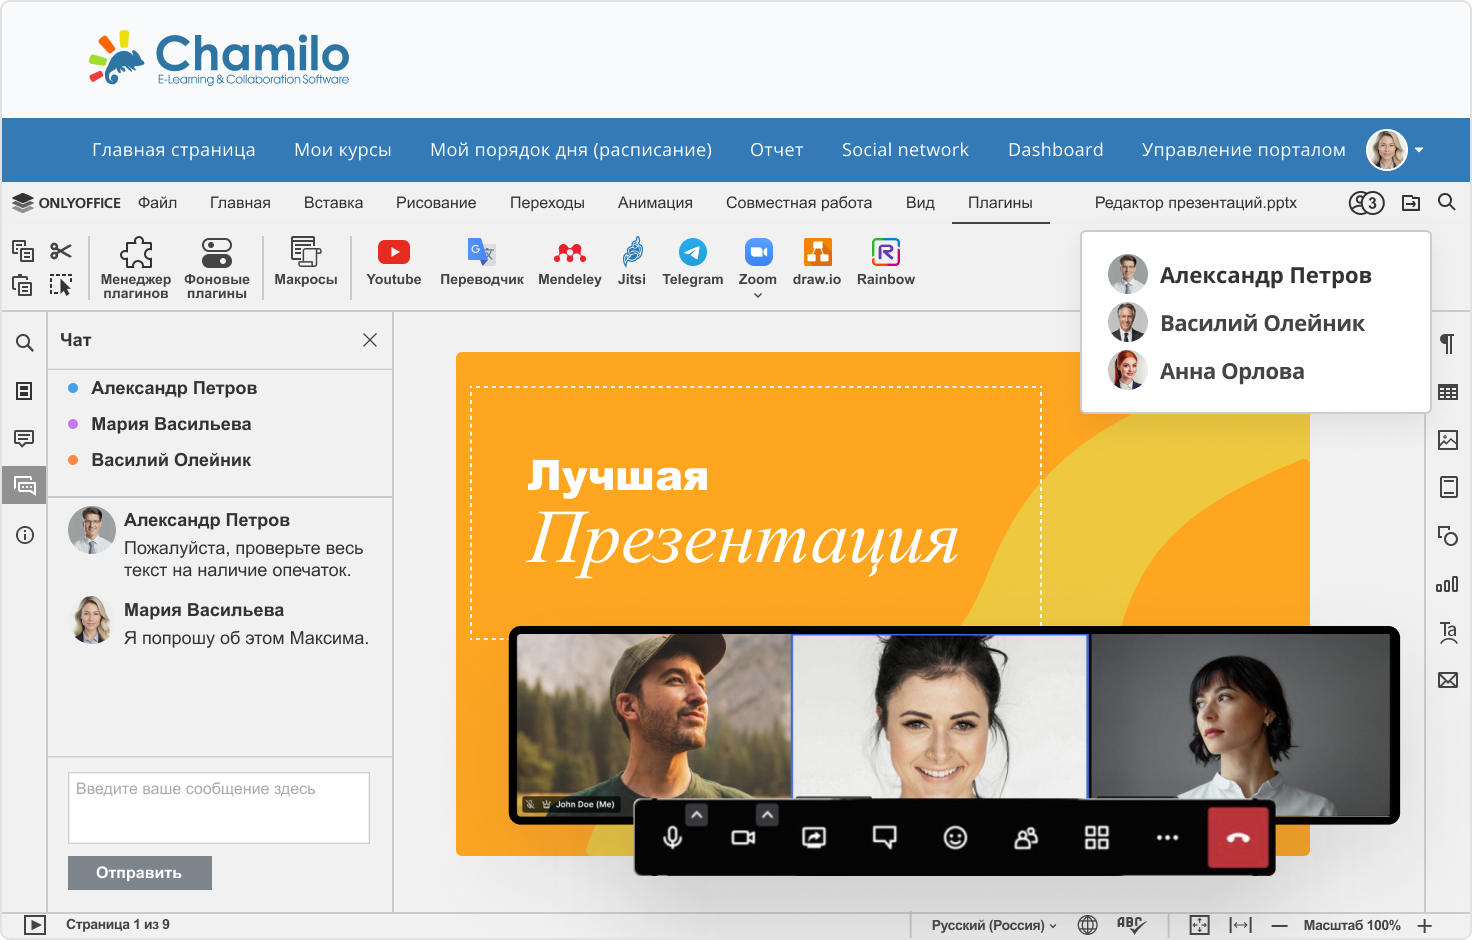 Chamilo
E-Learning & Collaboration Software
Главная страница Мои курсы Мой порядок дня (расписание) Отчет Social network Dashboard Управление порталом
ONLYOFFICE Файл Главная Вставка Рисование Переходы Анимация Совместная работа Вид Плагины Редактор презентаций.pptx 3
Менеджер плагинов
Фоновые плагины
Макросы
Youtube
Переводчик
Mendeley
Jitsi
Telegram
Zoom
draw.io
Rainbow
Александр Петров
Василий Олейник
Анна Орлова
Чат
Александр Петров
Мария Васильева
Василий Олейник
Александр Петров
Пожалуйста, проверьте весь
текст на наличие опечаток.
Мария Васильева
Я попрошу об этом Максима.
Введите ваше сообщение здесь
Отправить
Лучшая
Презентация
John Doe (Me)
Ta
Страница 1 из 9
Русский (Россия)
ABC
Масштаб 100%